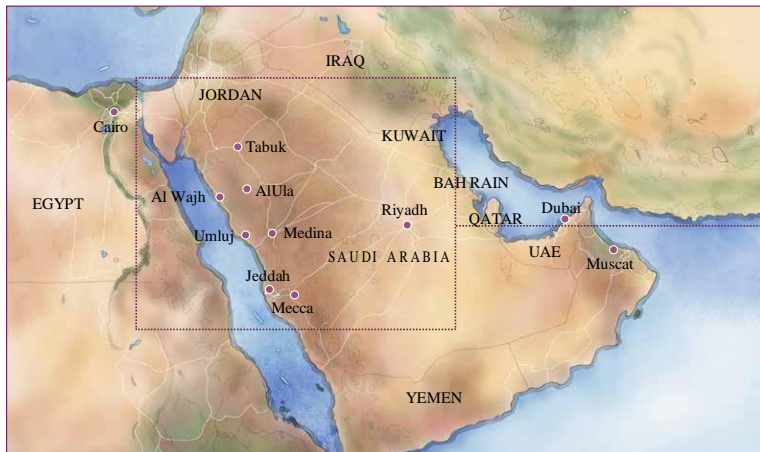 IRAQ
JORDAN
Cairo
KUWAIT
Tabuk
BAH RAIN
Al Wajh
AlUla
EGYPT
Riyadh
Dubai
QATAR
Umluj
Medina
UAE
SAUDI ARABIA
Muscat
Jeddah
Mecca
YEMEN